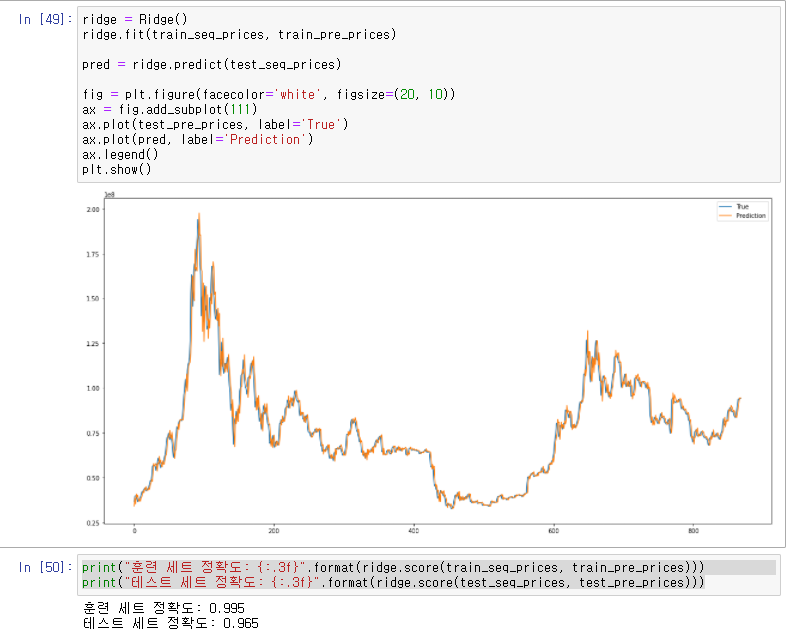 In [49]:
ridge = Ridge()
ridge.fit(train_seq_prices, train_pre_prices)
pred = ridge.predict(test_seq_prices)
fig = plt.figure(facecolor='white', figsize=(20, 10))
ax = fig.add_subplot(111)
ax.plot(test_pre_prices, label='True')
ax.plot(pred, label='Prediction')
ax.legend()
plt.show()
1e8
2.00
1.75
1.50
1.25
1.00
0.75
0.50
0.25
0 200 400 600 800
True
Prediction
In [50]:
print("훈련 세트 정확도: {:.3f}".format(ridge.score(train_seq_prices, train_pre_prices)))
print("테스트 세트 정확도: {:.3f}".format(ridge.score(test_seq_prices, test_pre_prices)))
훈련 세트 정확도: 0.995
테스트 세트 정확도: 0.965